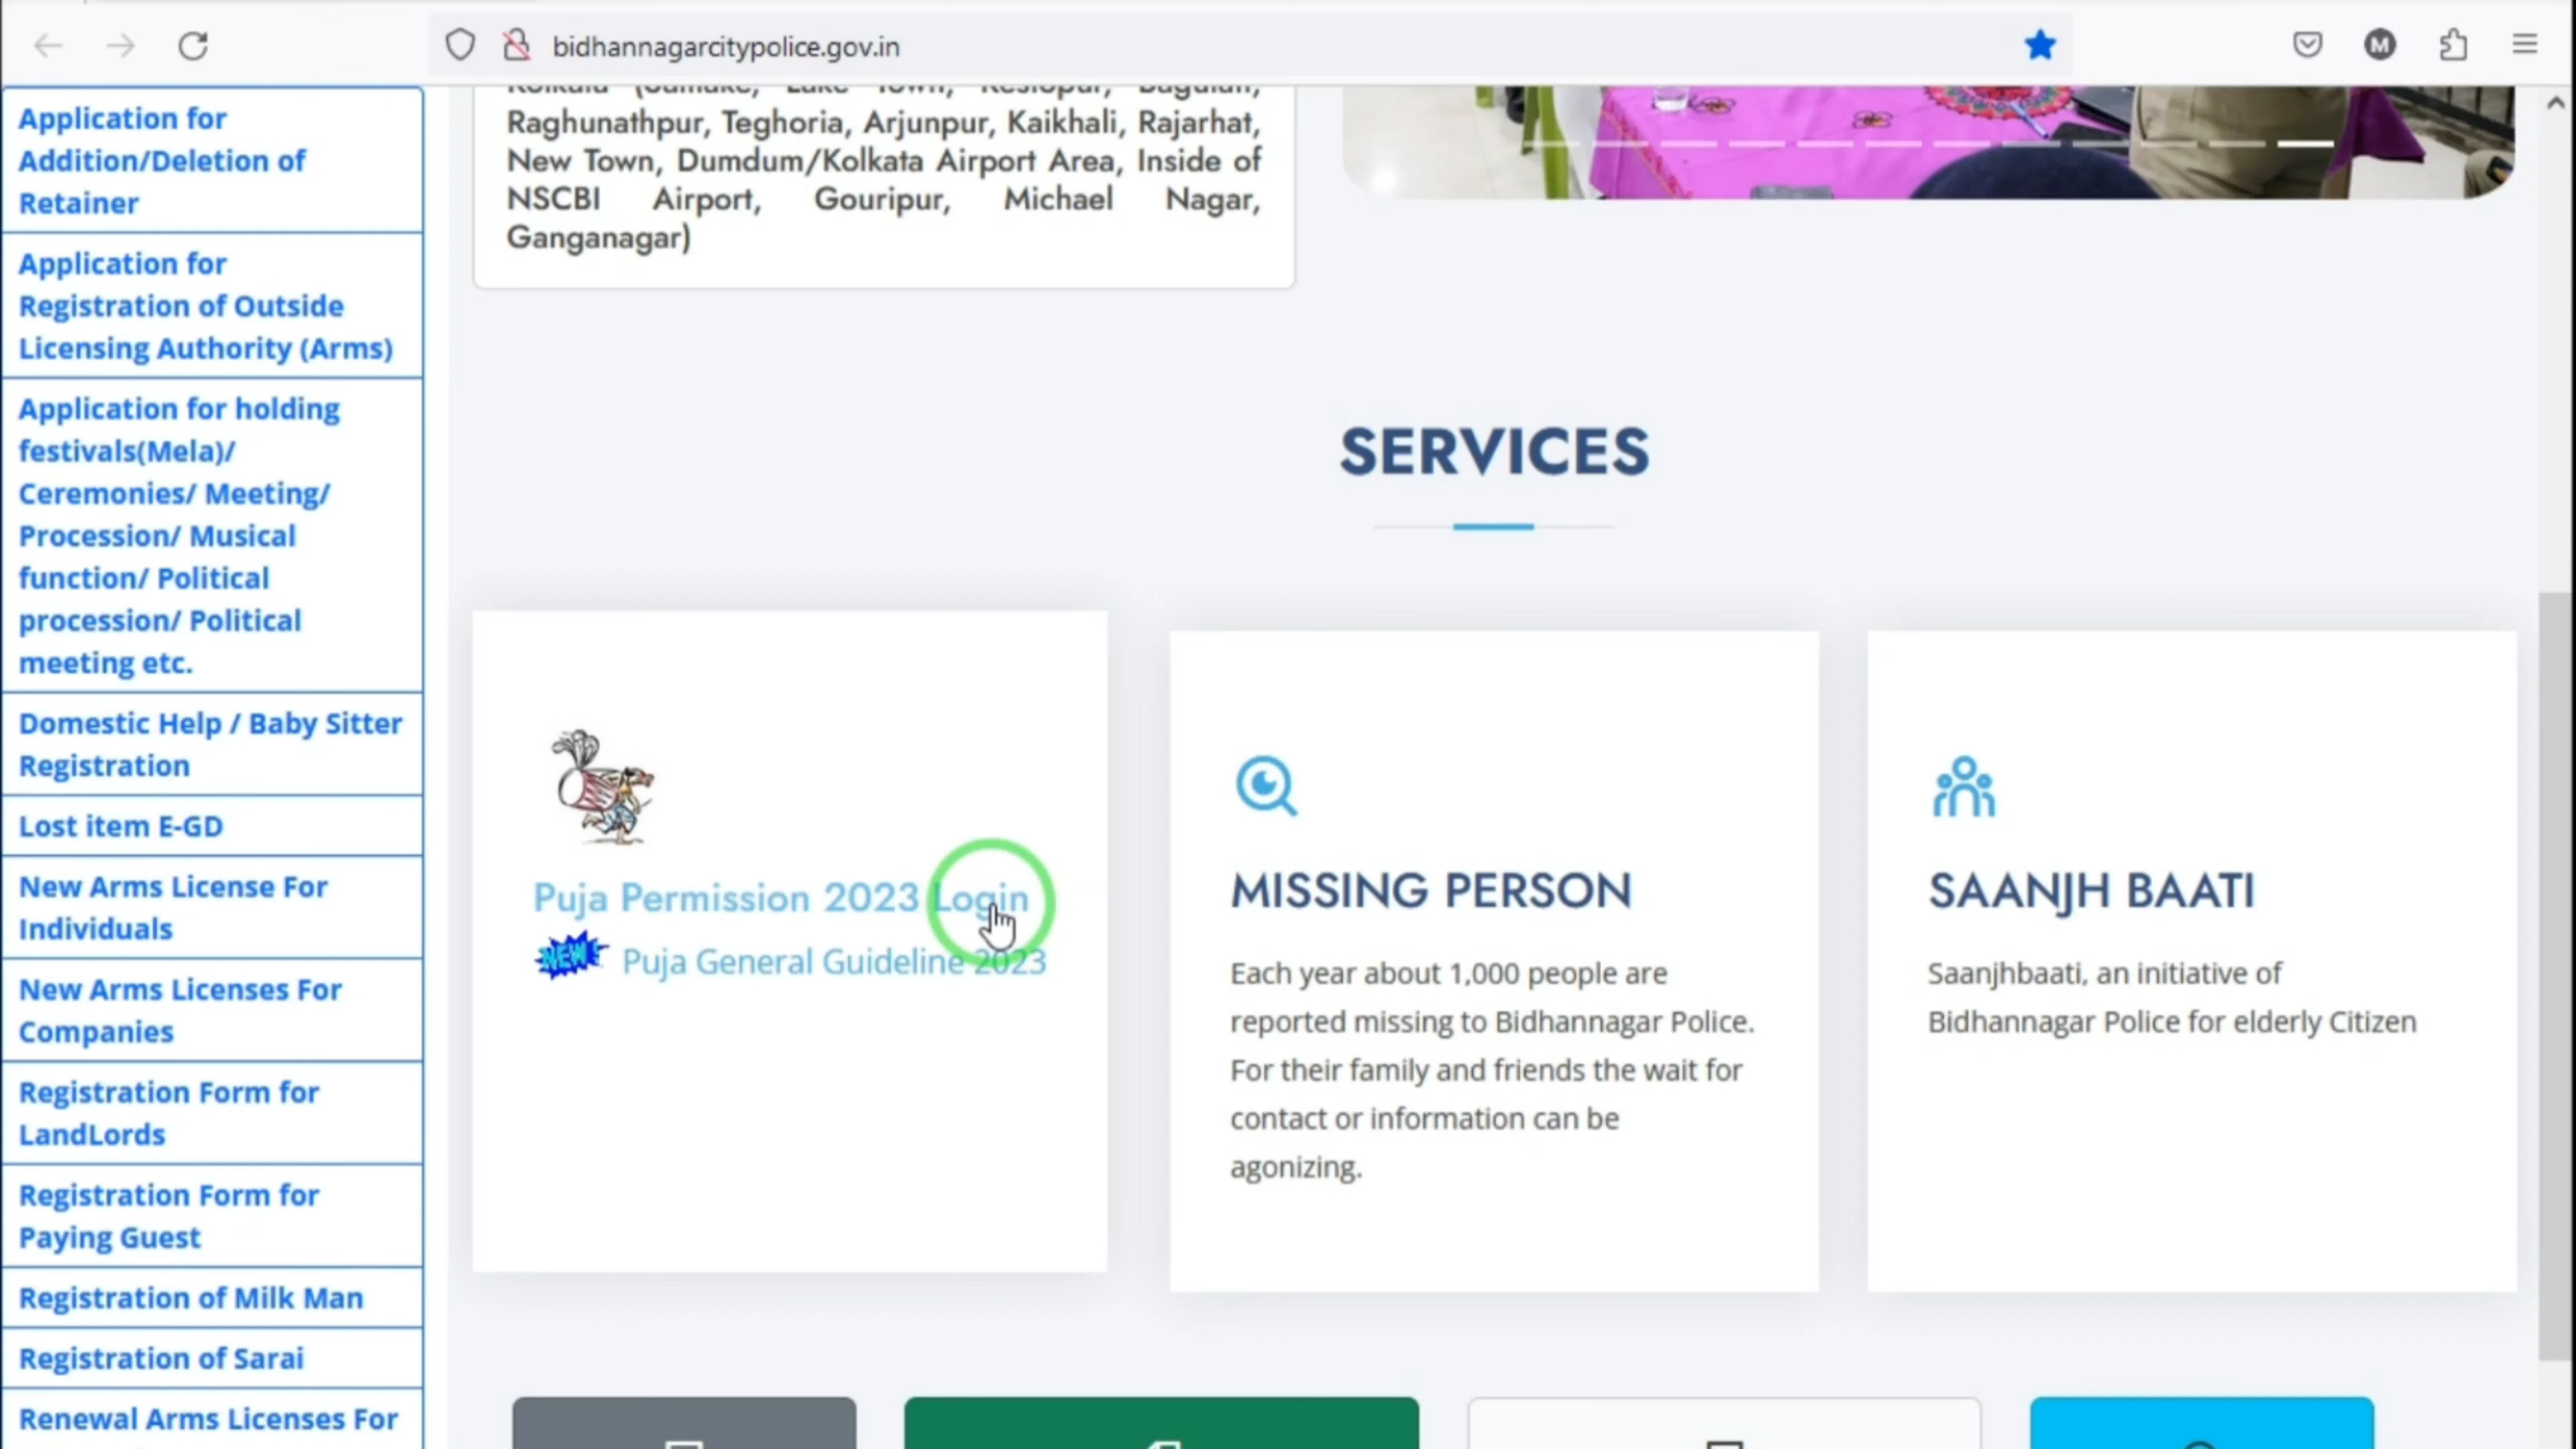 bidhannagarcitypolice.gov.in
M
Application for
Addition/Deletion of
Retainer
Application for
Registration of Outside
Licensing Authority (Arms)
Application for holding
festivals(Mela)/
Ceremonies/ Meeting/
Procession/ Musical
function/ Political
procession/ Political
meeting etc.
Domestic Help / Baby Sitter
Registration
Lost item E-GD
New Arms License For
Individuals
New Arms Licenses For
Companies
Registration Form for
LandLords
Registration Form for
Paying Guest
Registration of Milk Man
Registration of Sarai
Renewal Arms Licenses For
Raghunathpur, Teghoria, Arjunpur, Kaikhali, Rajarhat,
New Town, Dumdum/Kolkata Airport Area, Inside of
NSCBI Airport, Gouripur, Michael Nagar,
Ganganagar)
SERVICES
Puja Permission 2023 Login
NEW! Puja General Guideline 2023
MISSING PERSON
Each year about 1,000 people are
reported missing to Bidhannagar Police.
For their family and friends the wait for
contact or information can be
agonizing.
SAANJH BAATI
Saanjhbaati, an initiative of
Bidhannagar Police for elderly Citizen